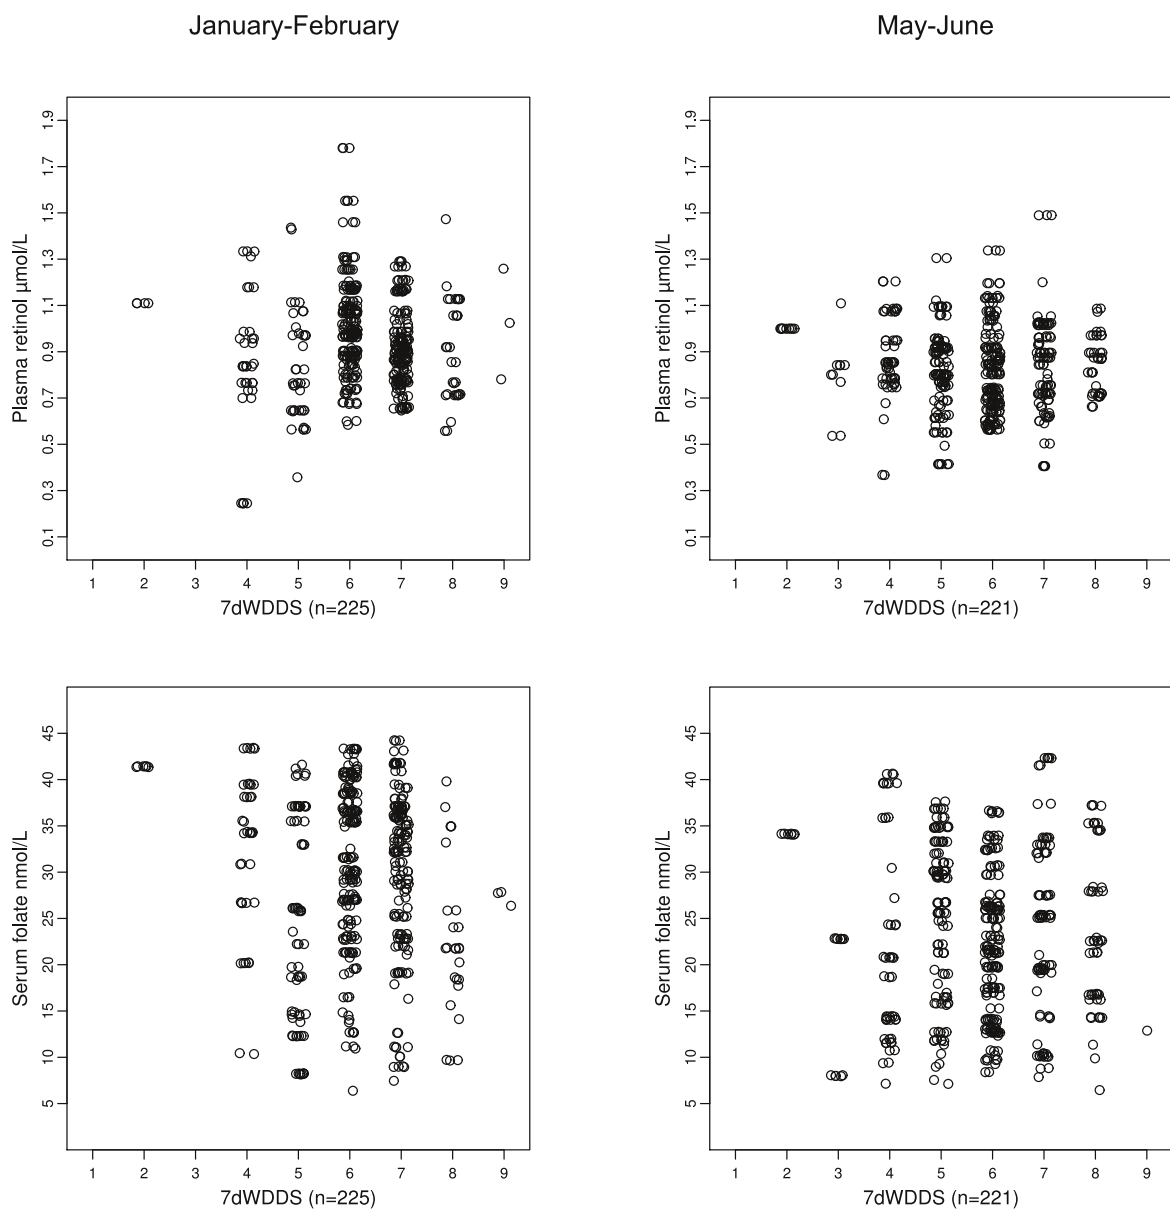 January-February
May-June
Plasma retinol µmol/L
0.1 0.3 0.5 0.7 0.9 1.1 1.3 1.5 1.7 1.9
1 2 3 4 5 6 7 8 9
7dWDDS (n=225)
Plasma retinol µmol/L
0.1 0.3 0.5 0.7 0.9 1.1 1.3 1.5 1.7 1.9
1 2 3 4 5 6 7 8 9
7dWDDS (n=221)
Serum folate nmol/L
5 10 15 20 25 30 35 40 45
1 2 3 4 5 6 7 8 9
7dWDDS (n=225)
Serum folate nmol/L
5 10 15 20 25 30 35 40 45
1 2 3 4 5 6 7 8 9
7dWDDS (n=221)